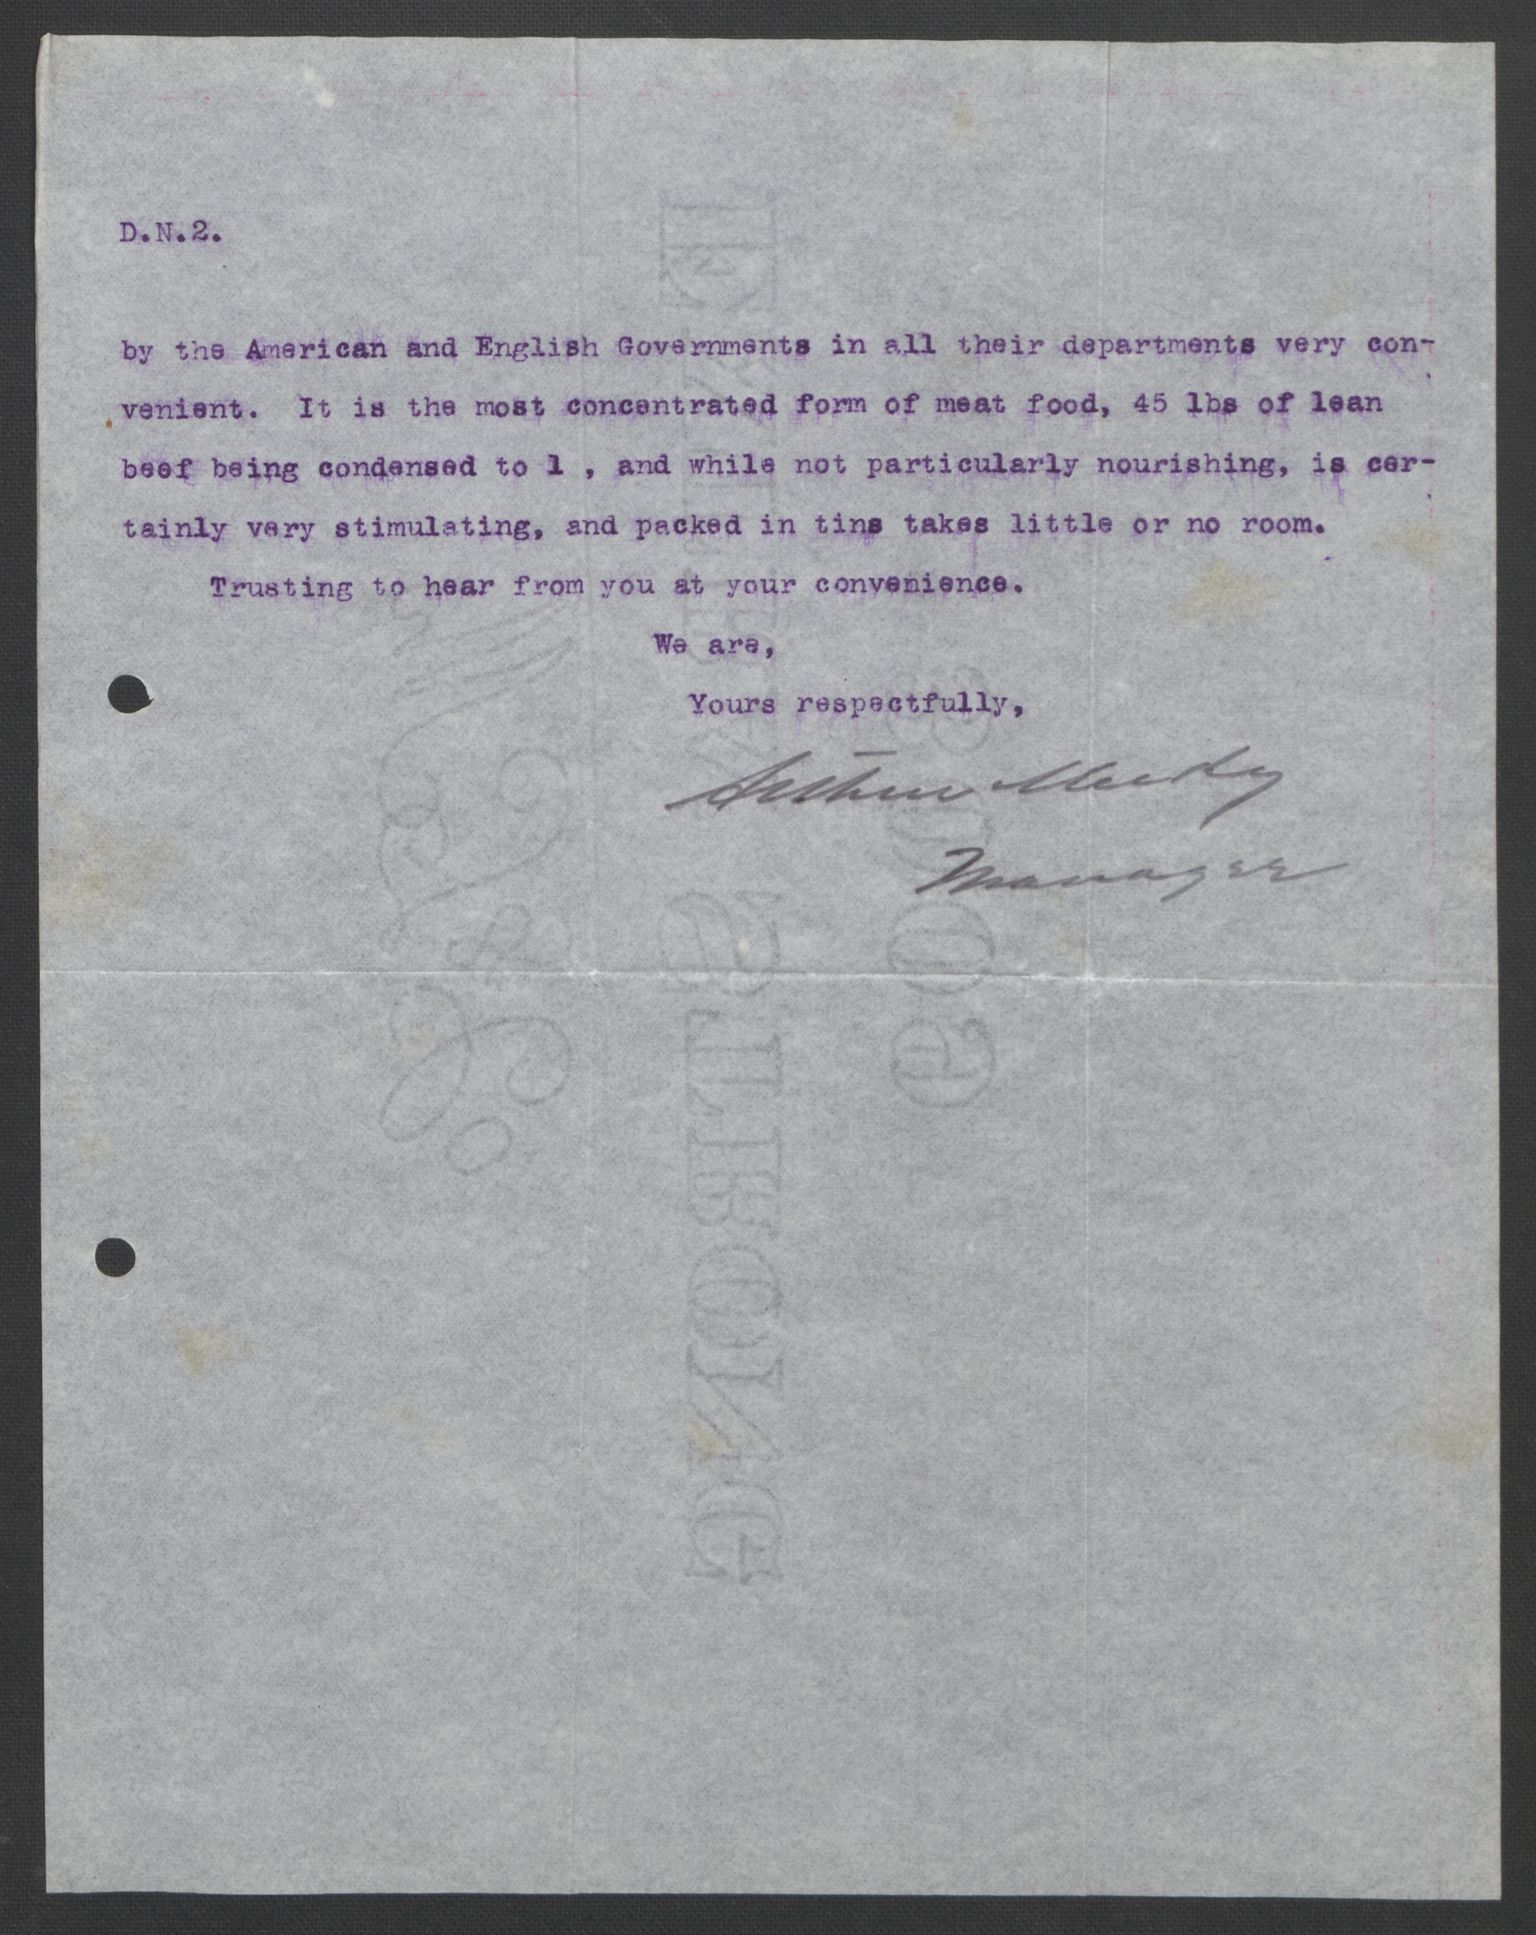 D.N.2.
by the American and English Governments in all their departments very con-
venient. It is the most concentrated form of meat food, 45 lbs of lean
beef being condensed to 1 , and while not particularly nourishing, is cer-
tainly very stimulating, and packed in tins takes little or no room.
Trusting to hear from you at your convenience.
We are,
Yours respectfully,
Arthur Meeky
Manager